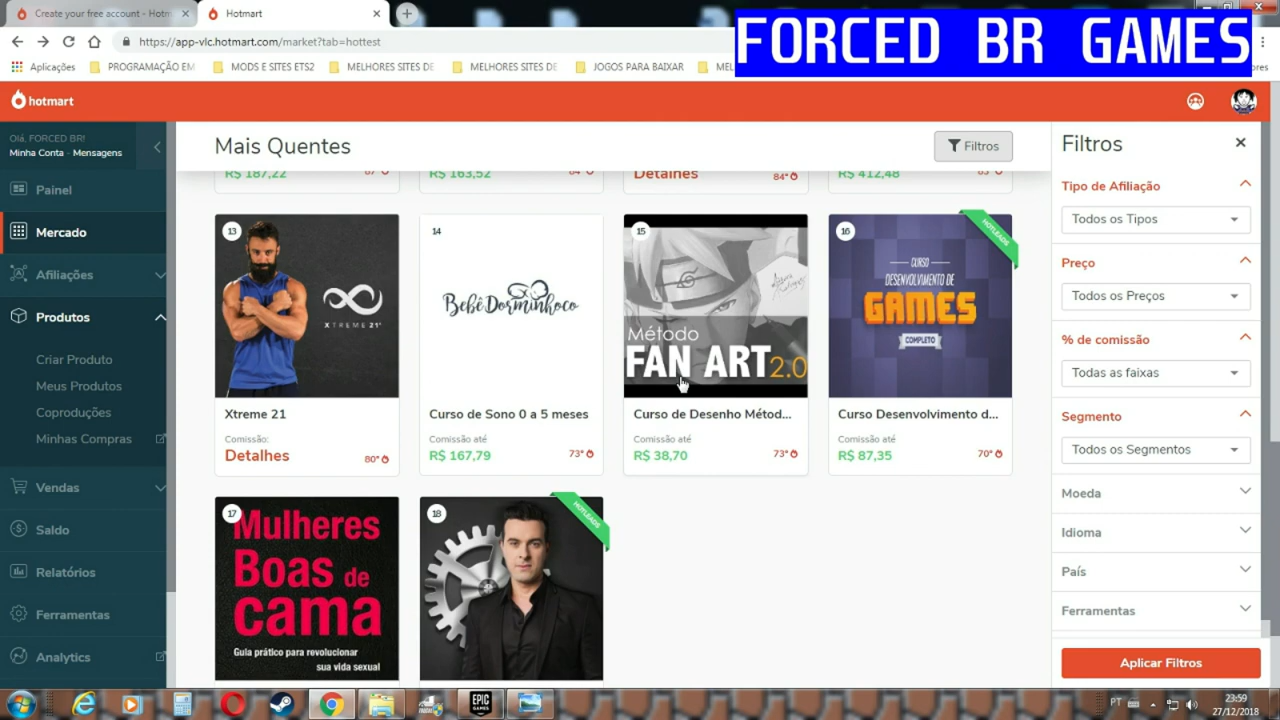 Create your free account - Hotm
Hotmart
FORCED BR GAMES
https://app-vlc.hotmart.com/market?tab=hottest
Aplicações
PROGRAMAÇÃO EM
MODS E SITES ETS2
MELHORES SITES DE
MELHORES SITES DE
JOGOS PARA BAIXAR
hotmart
Olá, FORCED BR!
Minha Conta - Mensagens
Painel
Mercado
Afiliações
Produtos
Criar Produto
Meus Produtos
Coproduções
Minhas Compras
Vendas
Saldo
Relatórios
Ferramentas
Analytics
Mais Quentes
Filtros
R$ 187,22
R$ 163,52
Detalhes
84°
R$ 412,48
13
XTREME 21'
Xtreme 21
Comissão:
Detalhes
80°
14
Bebê Dorminhoco
Curso de Sono 0 a 5 meses
Comissão até
R$ 167,79
73°
15
Método
FAN ART 2.0
Curso de Desenho Métod...
Comissão até
R$ 38,70
73°
16
HOTLEADS
CURSO
DESENVOLVIMENTO DE
GAMES
COMPLETO
Curso Desenvolvimento d...
Comissão até
R$ 87,35
70°
17
Mulheres
Boas de
cama
Guia prático para revolucionar
sua vida sexual
18
HOTLEADS
Filtros
Tipo de Afiliação
Todos os Tipos
Preço
Todos os Preços
% de comissão
Todas as faixas
Segmento
Todos os Segmentos
Moeda
Idioma
País
Ferramentas
Aplicar Filtros
EPIC
GAMES
PT
23:59
27/12/2018